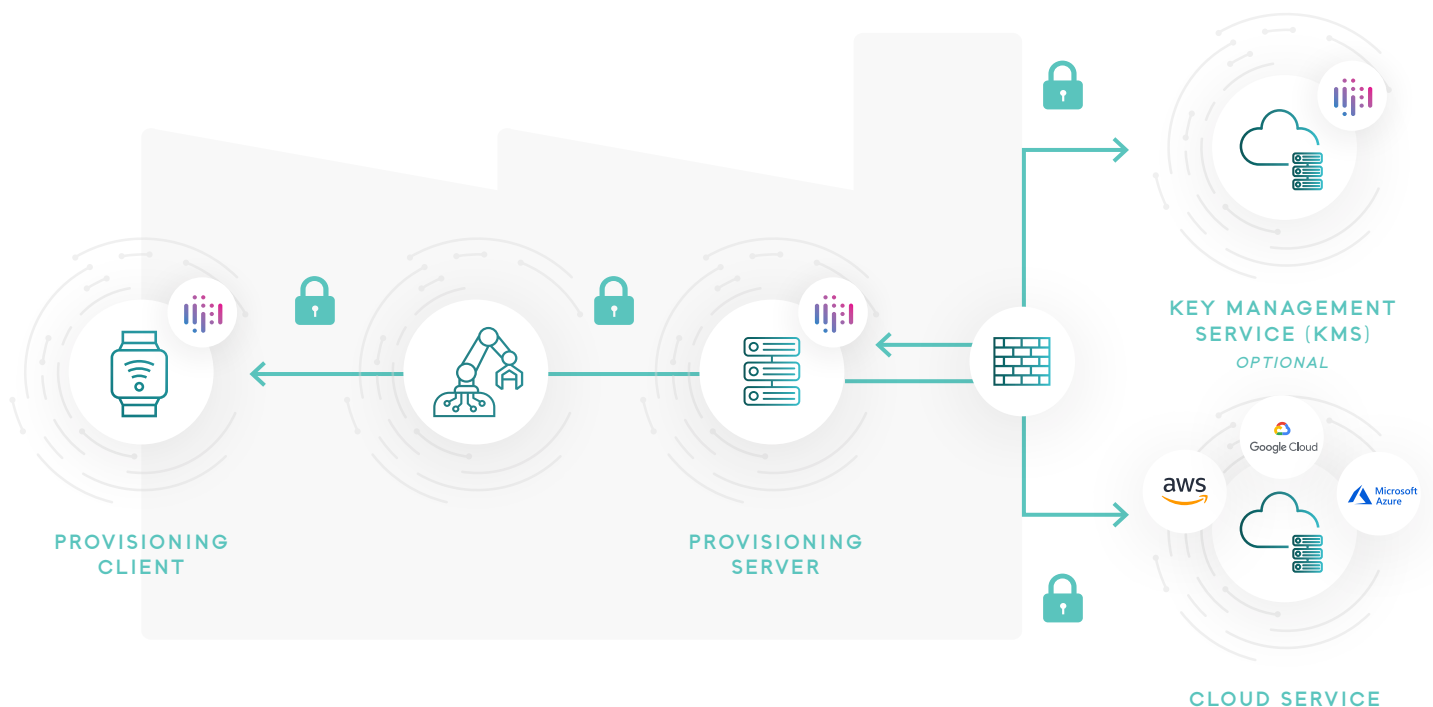 KEY MANAGEMENT
SERVICE (KMS)
OPTIONAL
Google Cloud
aws
Microsoft
Azure
PROVISIONING
CLIENT
PROVISIONING
SERVER
CLOUD SERVICE